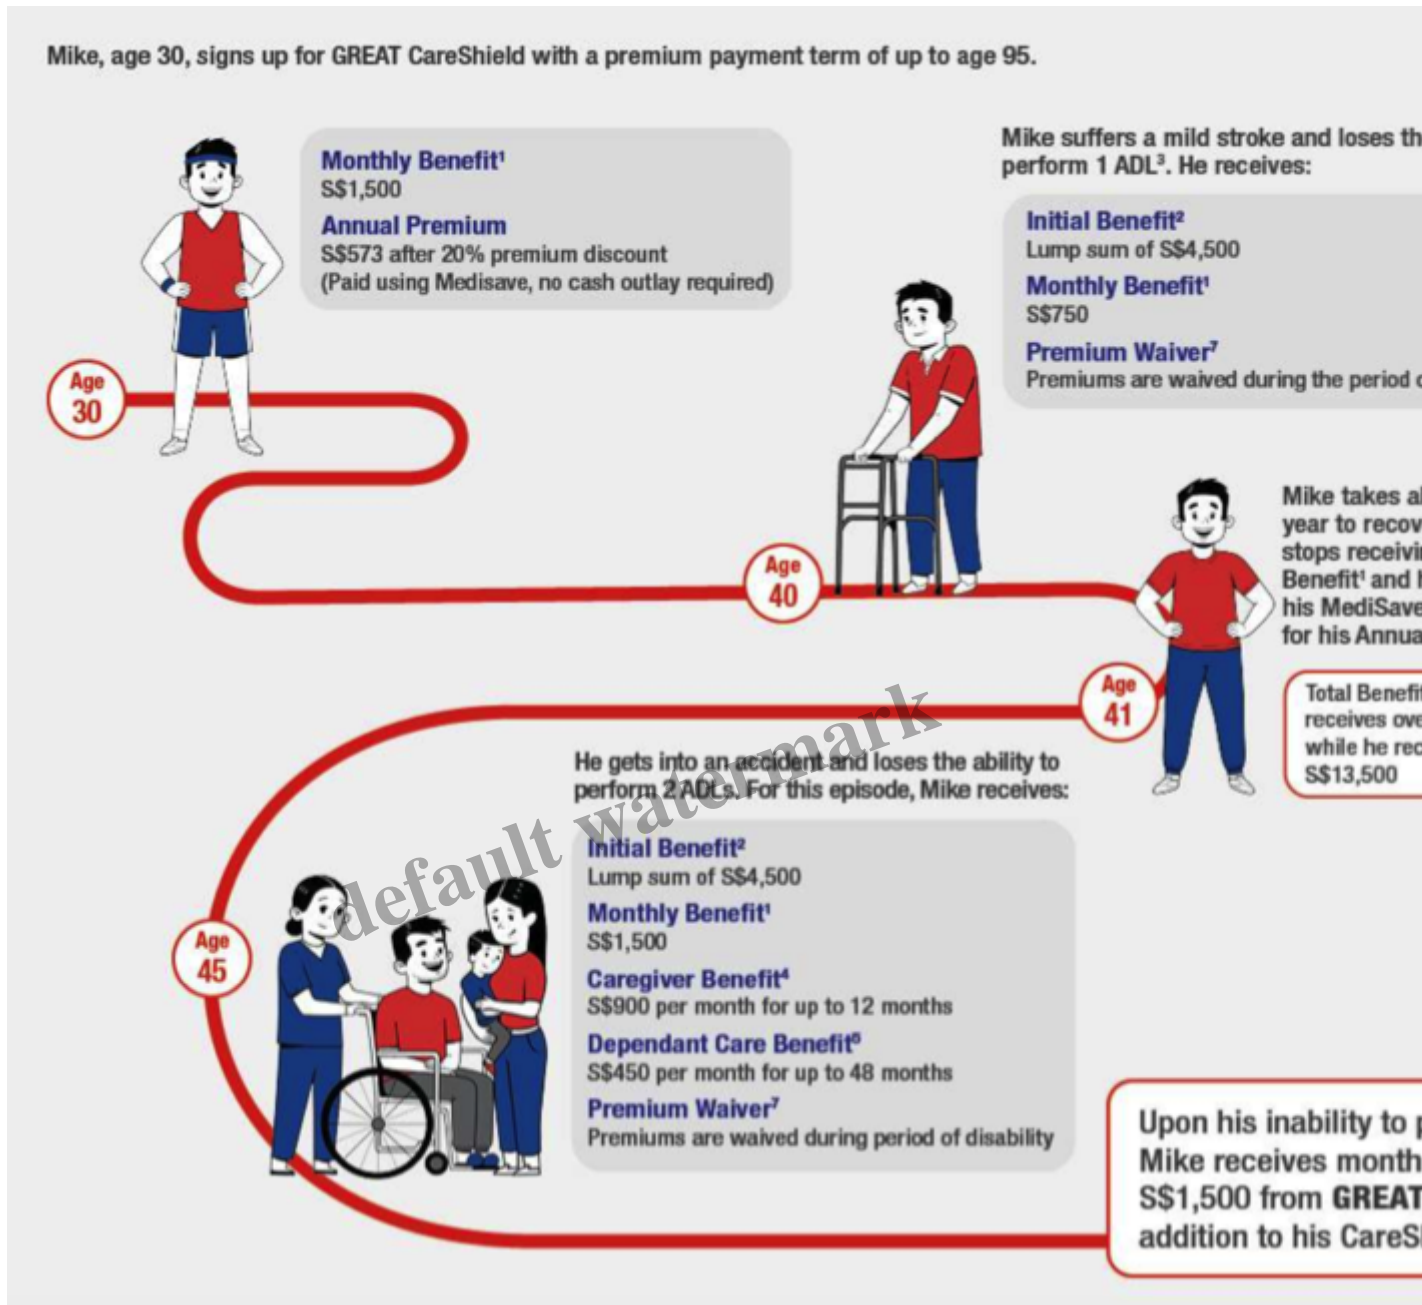 Mike, age 30, signs up for GREAT CareShield with a premium payment term of up to age 95.
Monthly Benefit¹
S$1,500
Annual Premium
S$573 after 20% premium discount
(Paid using Medisave, no cash outlay required)
Age
30
Mike suffers a mild stroke and loses th
perform 1 ADL³. He receives:
Initial Benefit²
Lump sum of S$4,500
Monthly Benefit¹
S$750
Premium Waiver⁷
Premiums are waived during the period
Age
40
Mike takes
year to recov
stops receivi
Benefit¹ and
his MediSave
for his Annua
Age
41
Total Benefit
receives ove
while he rec
S$13,500
He gets into an accident and loses the ability to
perform 2 ADLs. For this episode, Mike receives:
Initial Benefit²
Lump sum of S$4,500
Monthly Benefit¹
S$1,500
Caregiver Benefit⁴
S$900 per month for up to 12 months
Dependant Care Benefit⁶
S$450 per month for up to 48 months
Premium Waiver⁷
Premiums are waived during period of disability
Age
45
Upon his inability to
Mike receives month
S$1,500 from GREAT
addition to his CareS
default watermark